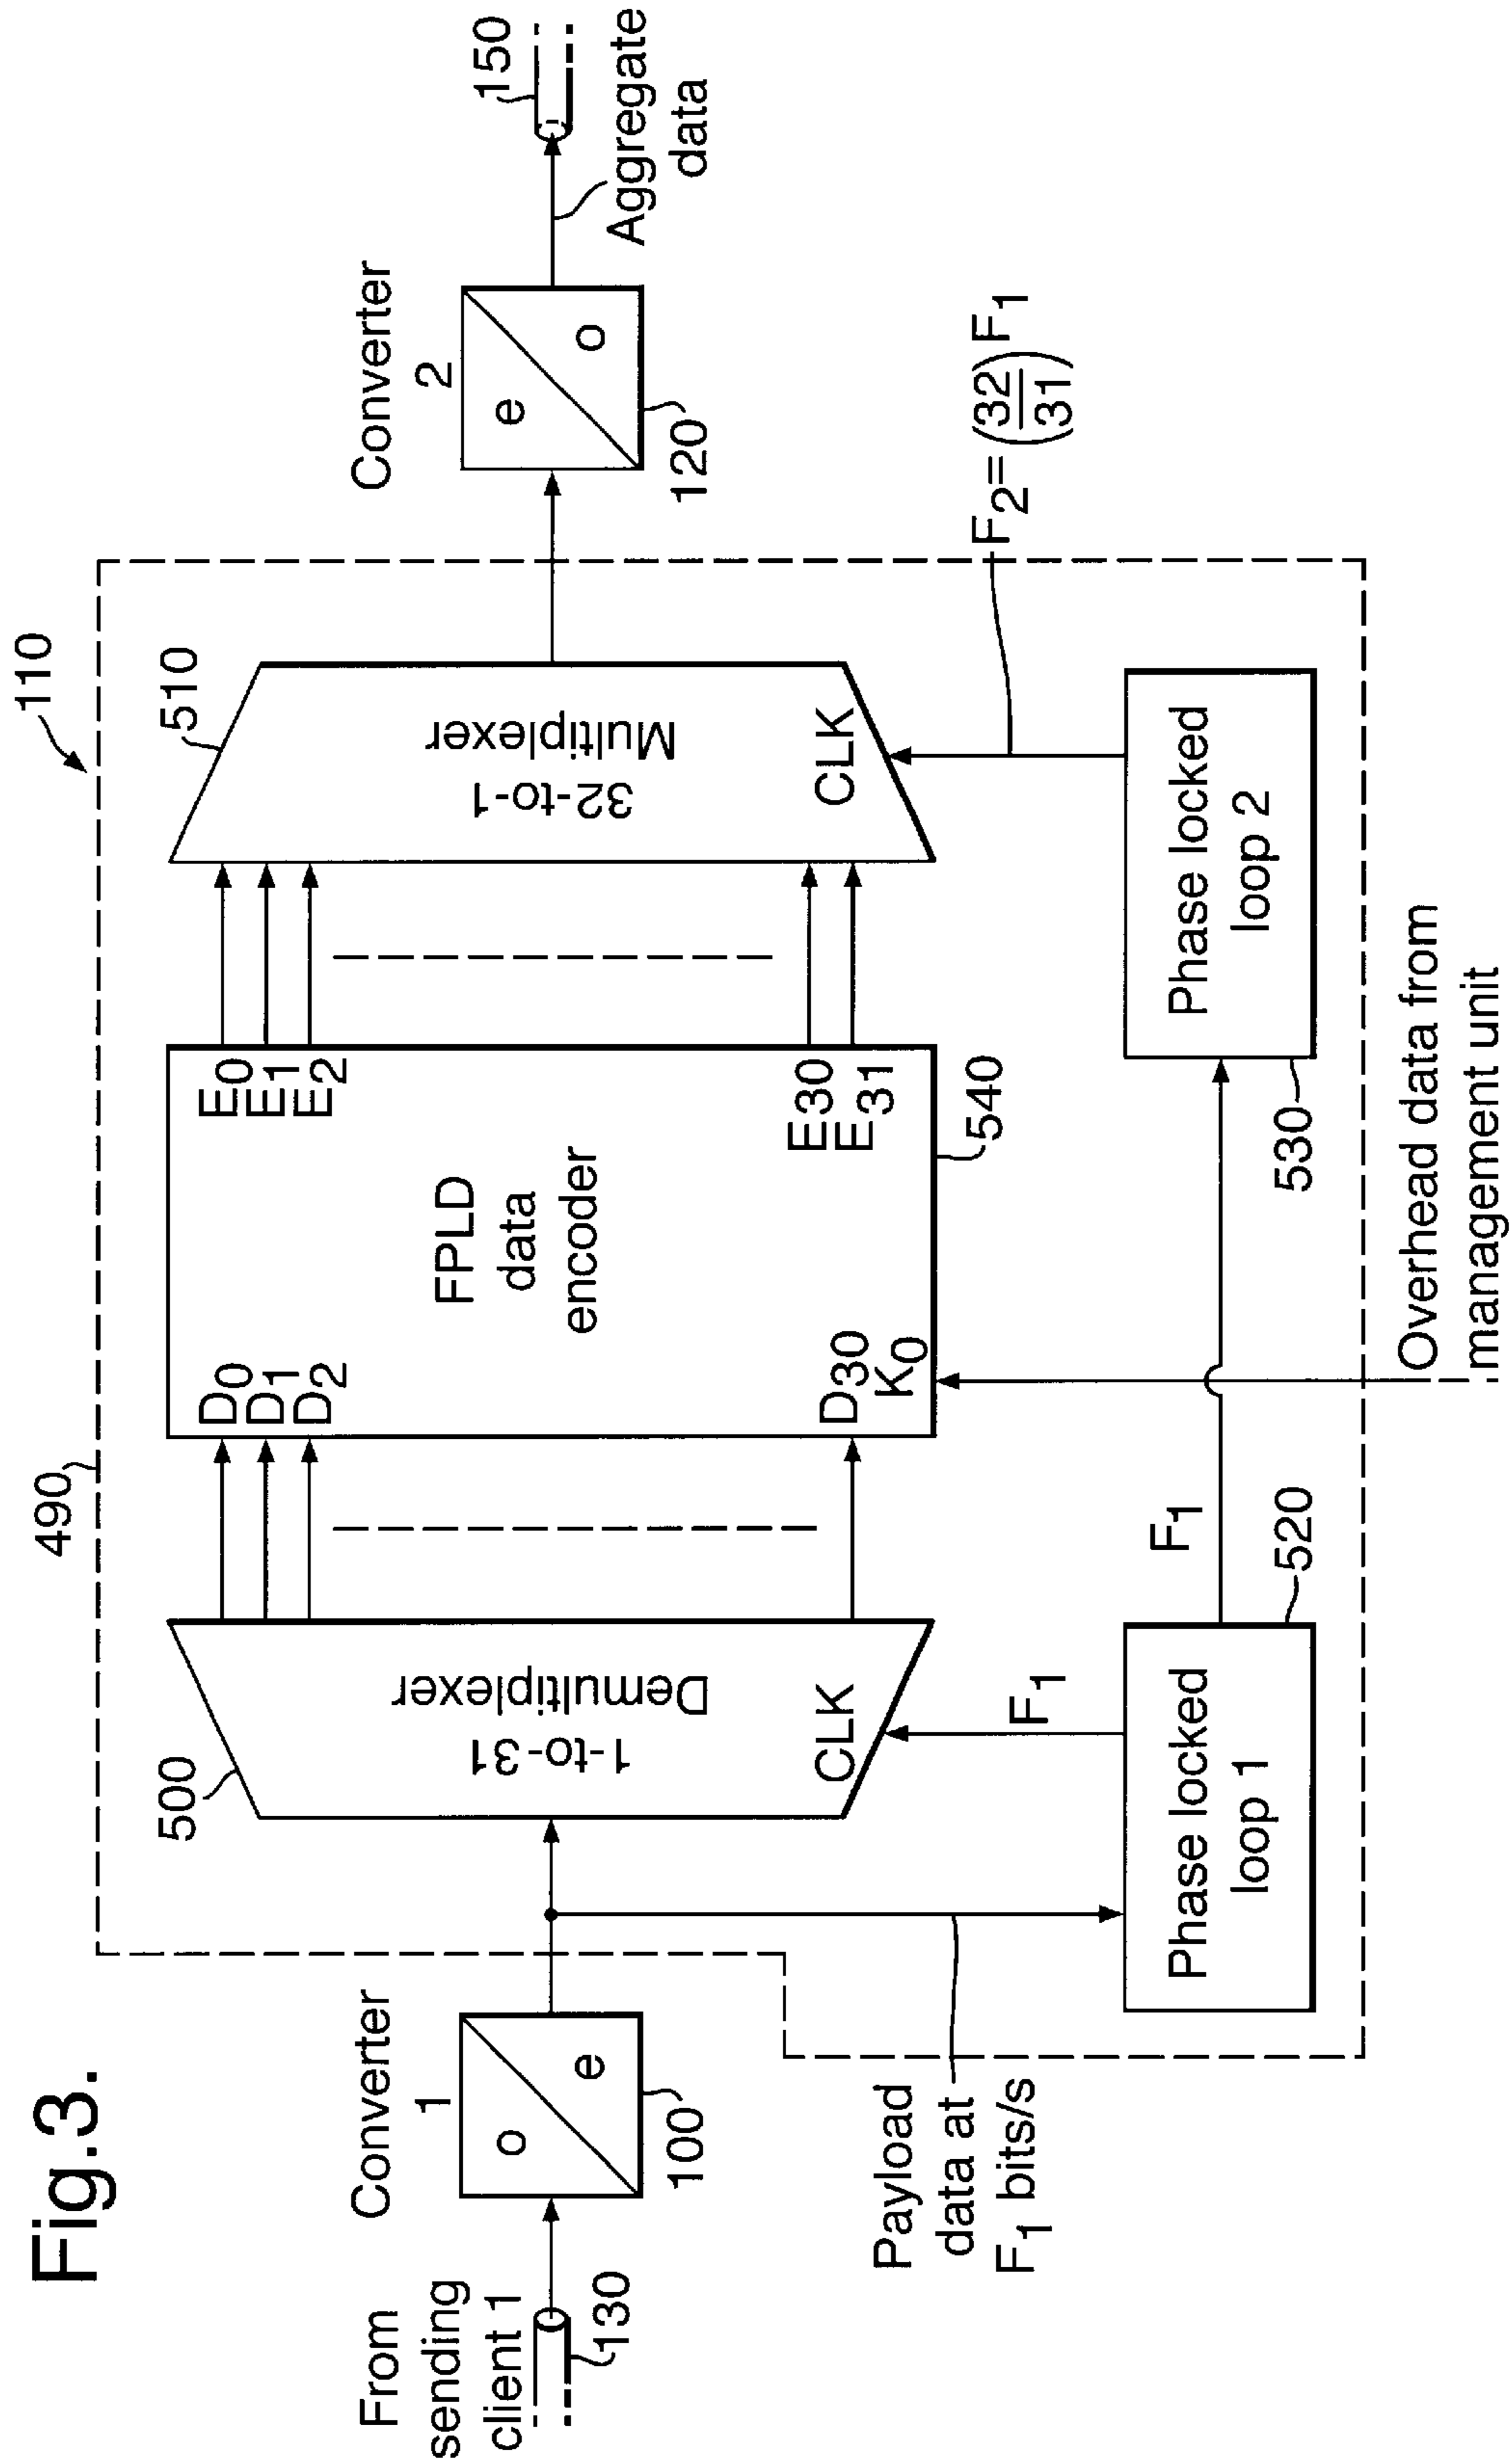 Fig.3.
110
490
500
1-to-31
Demultiplexer
CLK
D0
D1
D2
D30
K0
FPLD
data
encoder
E0
E1
E2
E30
E31
540
510
32-to-1
Multiplexer
CLK
From
sending
client 1
130
Converter
1
o
e
100
Converter
2
e
o
120
150
Aggregate
data
Payload
data at
F1 bits/s
F1
F1
Phase locked
loop 1
520
Phase locked
loop 2
530
F2=(32/31)F1
Overhead data from
management unit